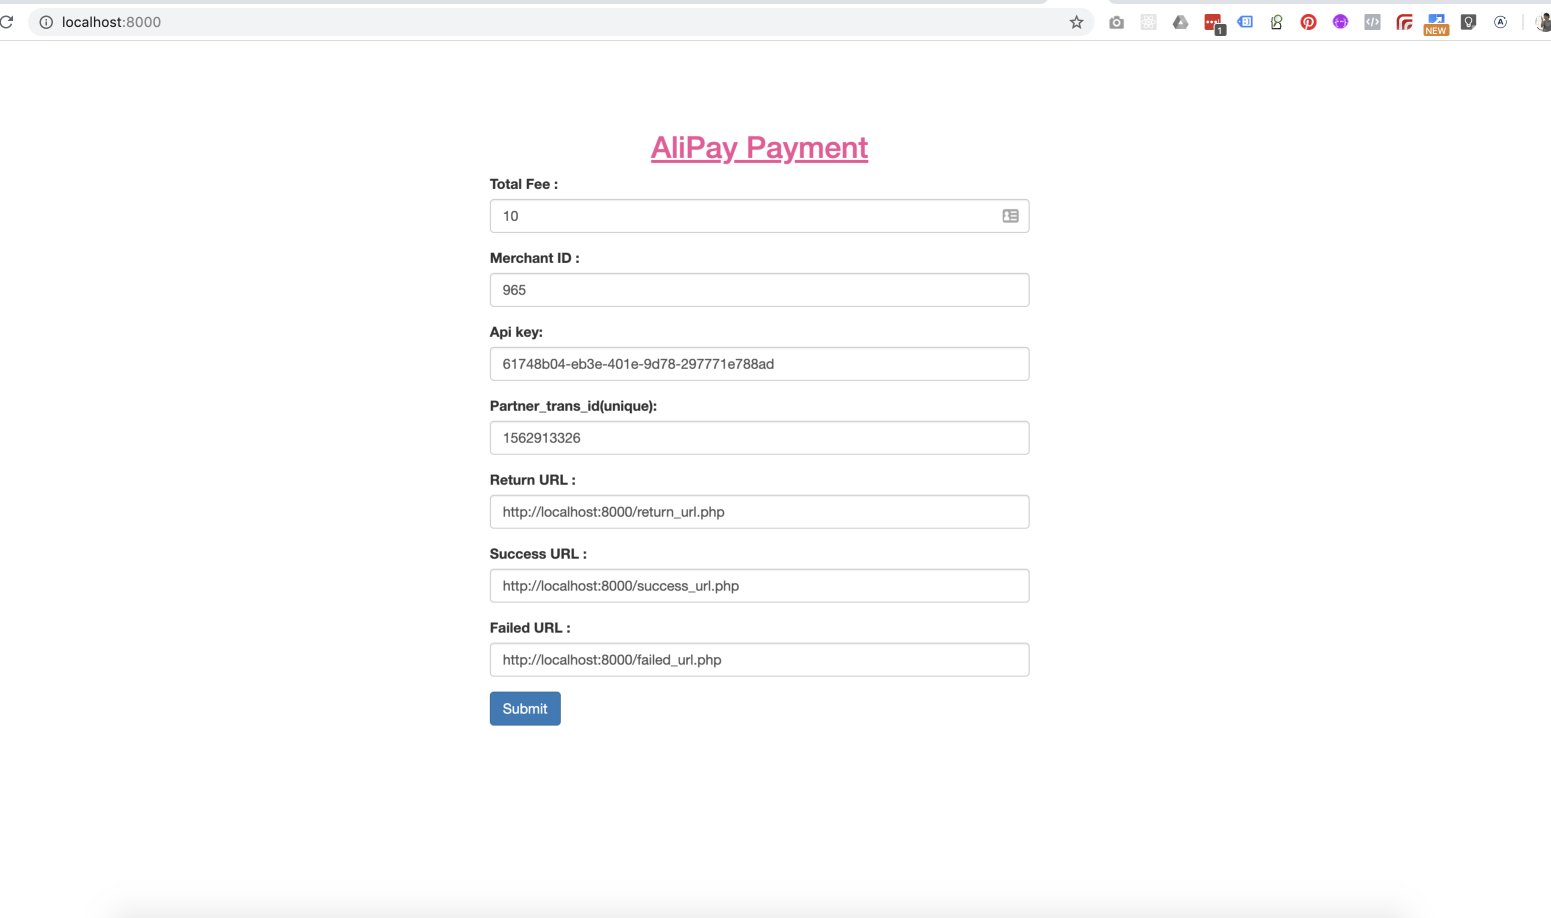 localhost:8000
1
NEW
A
AliPay Payment
Total Fee :
10
Merchant ID :
965
Api key:
61748b04-eb3e-401e-9d78-297771e788ad
Partner_trans_id(unique):
1562913326
Return URL :
http://localhost:8000/return_url.php
Success URL :
http://localhost:8000/success_url.php
Failed URL :
http://localhost:8000/failed_url.php
Submit